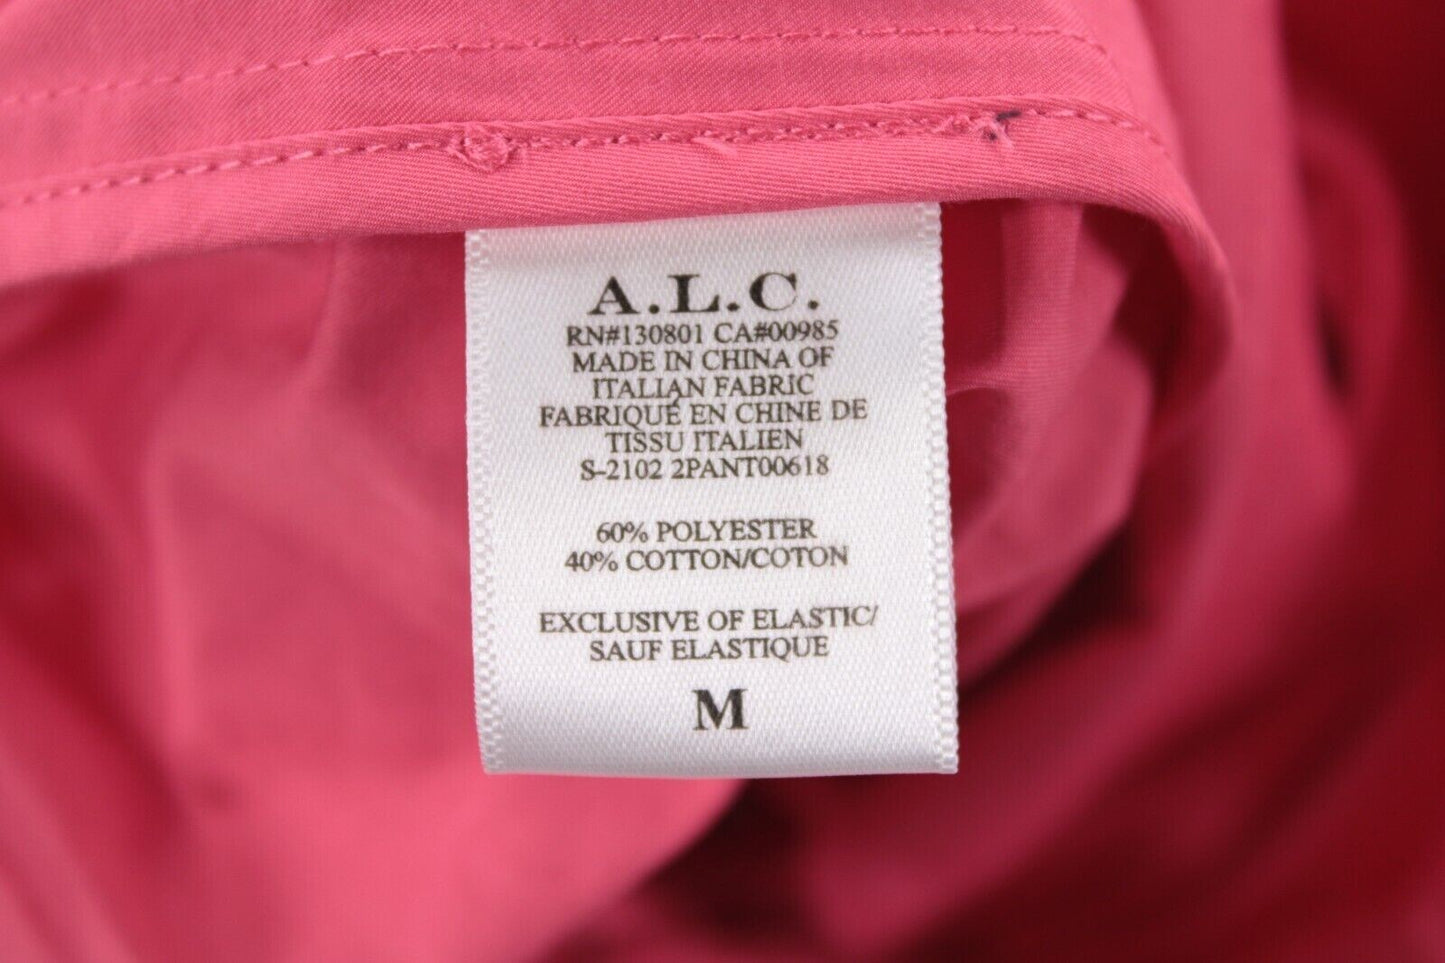 A.L.C.
RN#130801 CA#00985
MADE IN CHINA OF
ITALIAN FABRIC
FABRIQUÉ EN CHINE DE
TISSU ITALIEN
S-2102 2PANT00618
60% POLYESTER
40% COTTON/COTON
EXCLUSIVE OF ELASTIC/
SAUF ELASTIQUE
M